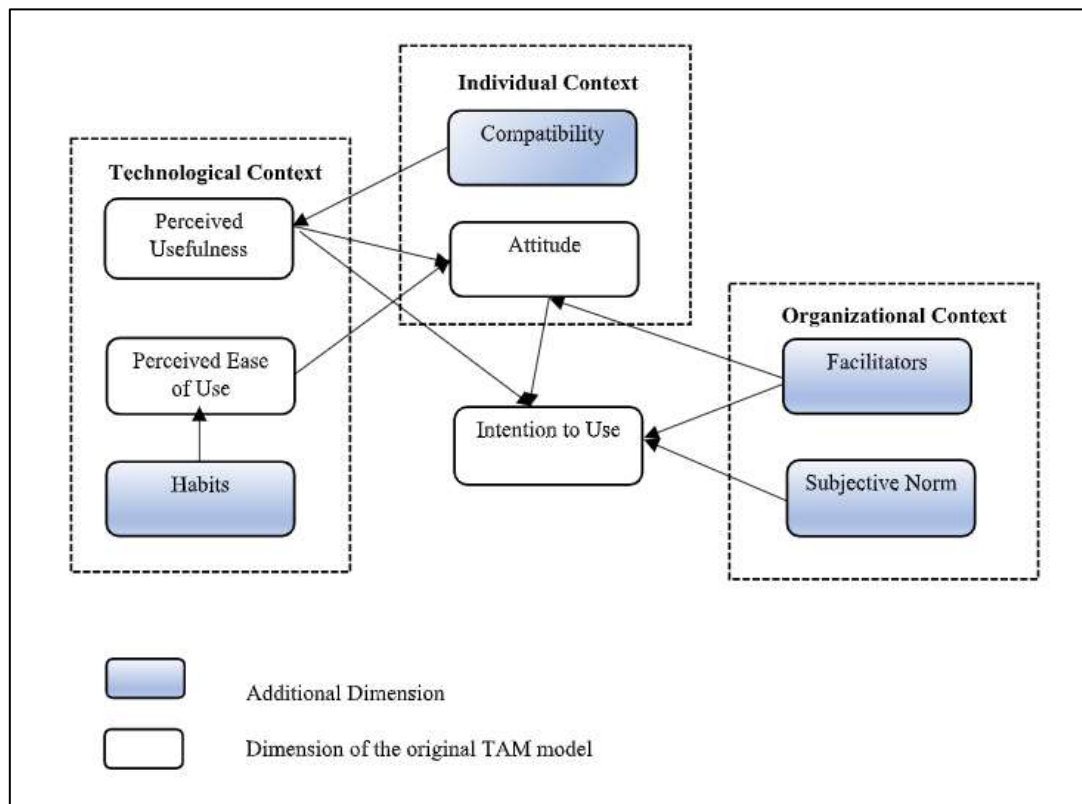 Individual Context
Compatibility
Attitude
Technological Context
Perceived
Usefulness
Perceived Ease
of Use
Habits
Intention to Use
Organizational Context
Facilitators
Subjective Norm
Additional Dimension
Dimension of the original TAM model